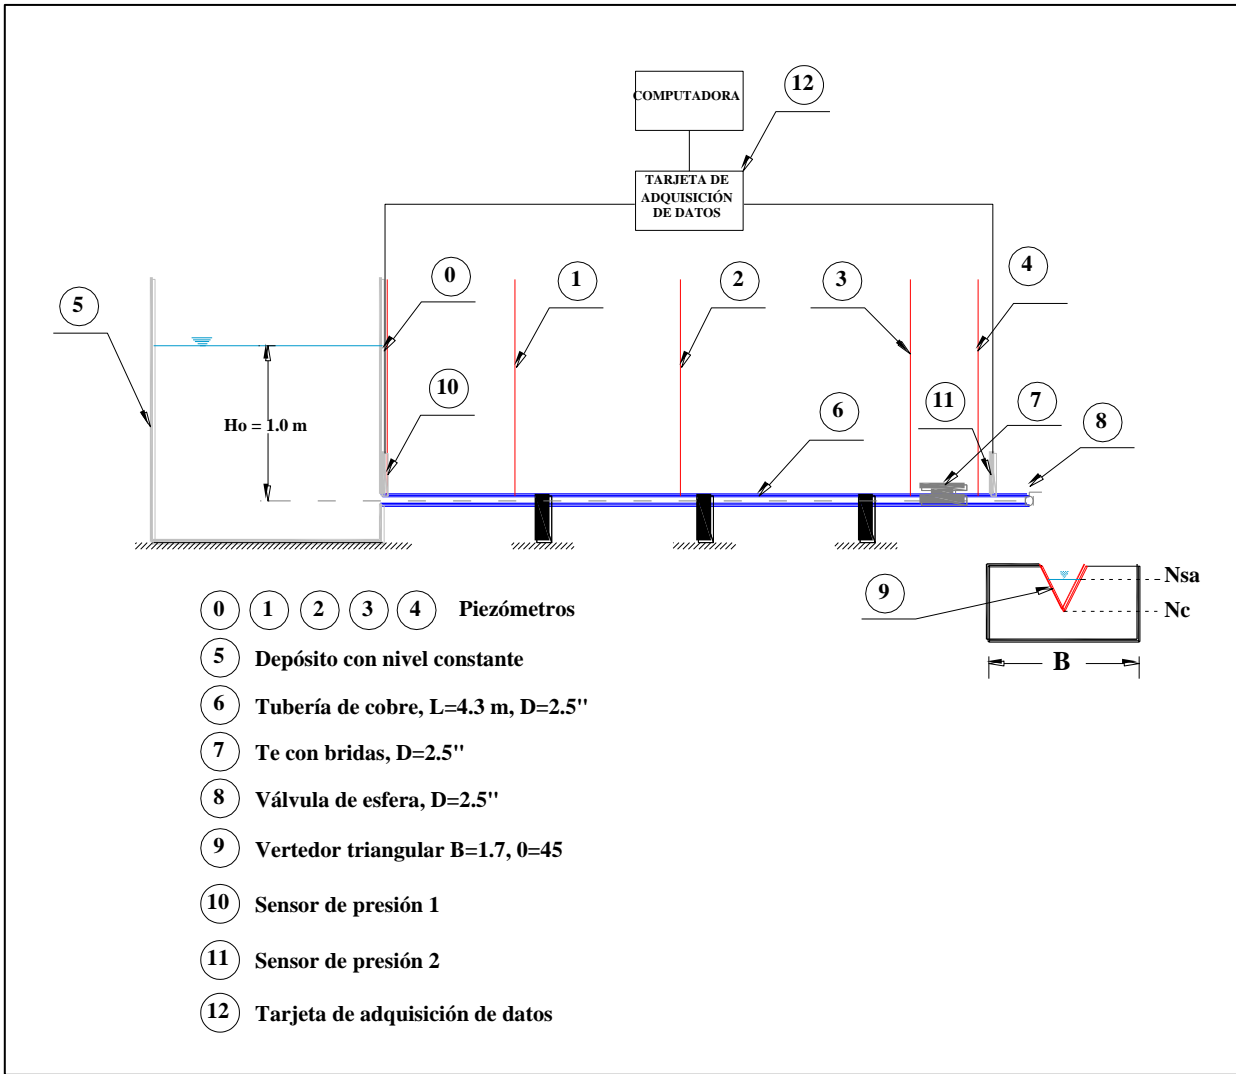 COMPUTADORA
12
TARJETA DE
ADQUISICIÓN
DE DATOS
0
1
2
3
4
5
10
6
11
7
8
Ho = 1.0 m
9
Nsa
Nc
B
0 1 2 3 4 Piezómetros
5 Depósito con nivel constante
6 Tubería de cobre, L=4.3 m, D=2.5"
7 Te con bridas, D=2.5"
8 Válvula de esfera, D=2.5"
9 Vertedor triangular B=1.7, 0=45
10 Sensor de presión 1
11 Sensor de presión 2
12 Tarjeta de adquisición de datos